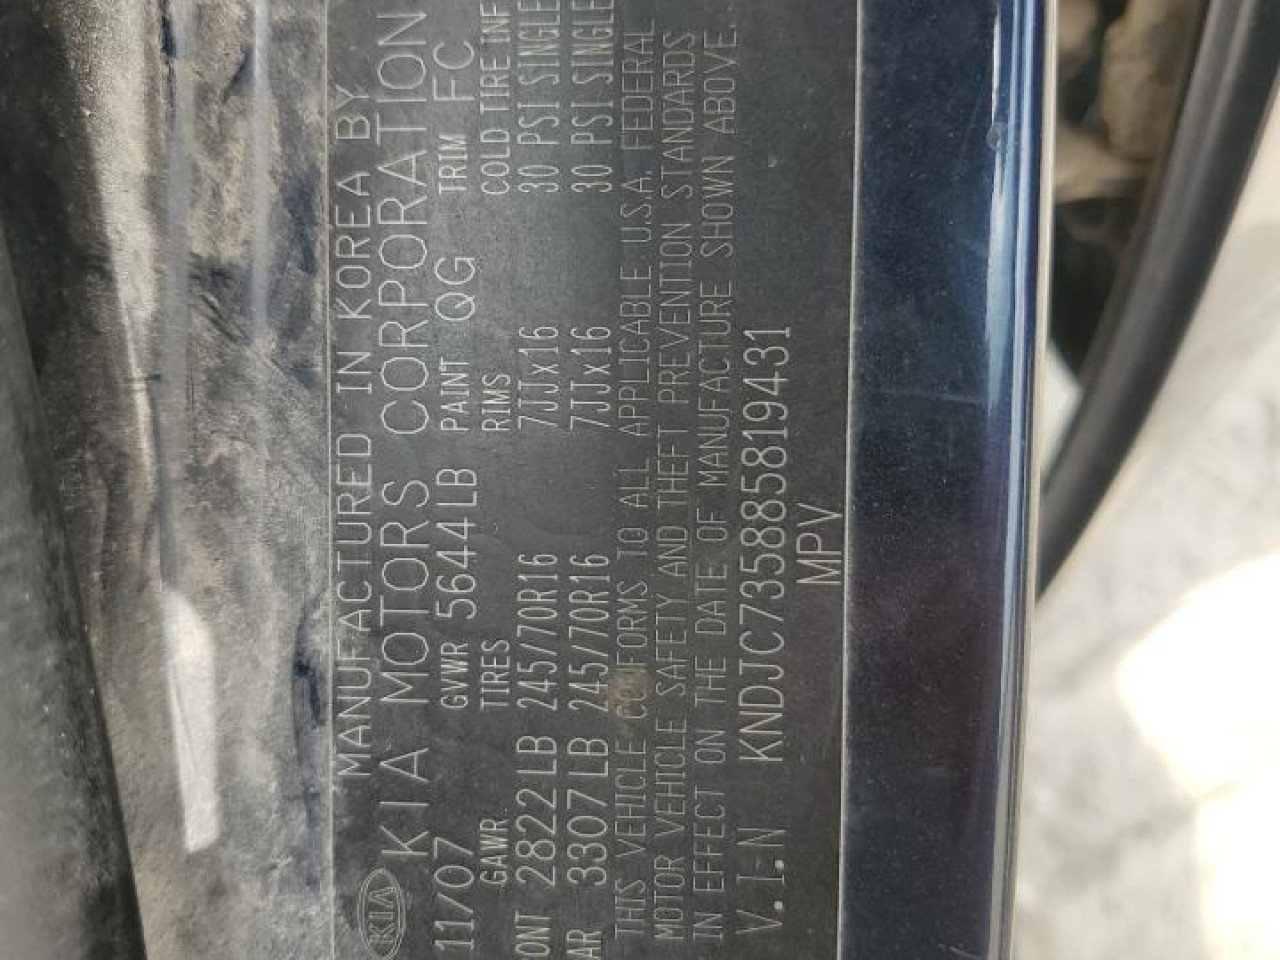 KIA MANUFACTURED IN KOREA BY
KIA MOTORS CORPORATION
11/07 GVWR 5644LB PAINT QG TRIM FC
GAWR TIRES RIMS COLD TIRE INF
ONT 2822LB 245/70R16 7JJx16 30 PSI SINGLE
AR 3307LB 245/70R16 7JJx16 30 PSI SINGLE
THIS VEHICLE CONFORMS TO ALL APPLICABLE U.S.A. FEDERAL
MOTOR VEHICLE SAFETY AND THEFT PREVENTION STANDARDS
IN EFFECT ON THE DATE OF MANUFACTURE SHOWN ABOVE.
V.I.N KNDJC735885819431
MPV